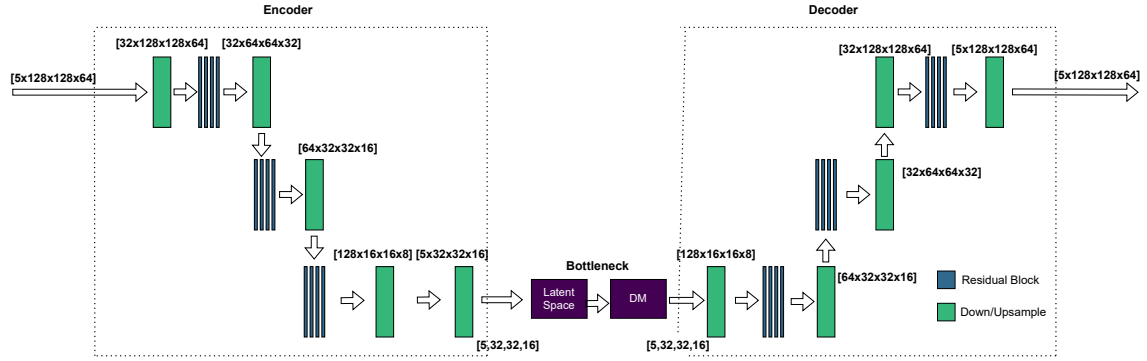 Encoder
Decoder
[32x128x128x64]
[32x64x64x32]
[32x128x128x64]
[5x128x128x64]
[5x128x128x64]
[5x128x128x64]
[64x32x32x16]
[32x64x64x32]
[128x16x16x8]
[5x32x32x16]
Bottleneck
[128x16x16x8]
[64x32x32x16]
Latent
Space
DM
Residual Block
Down/Upsample
[5,32,32,16]
[5,32,32,16]